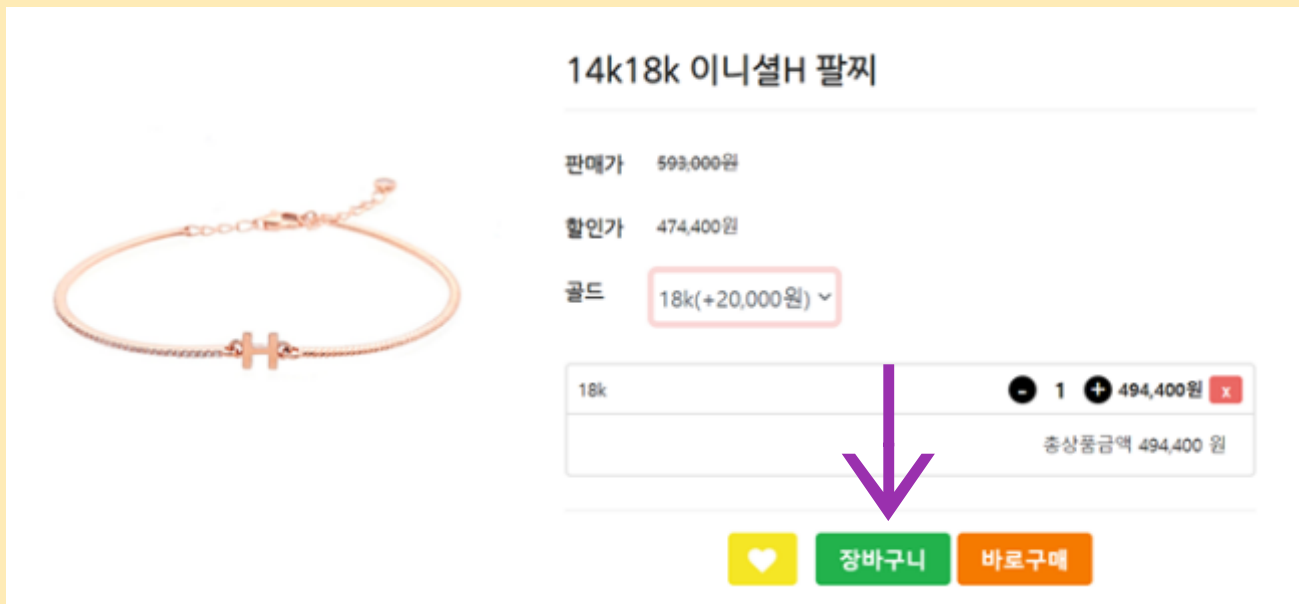 14k18k 이니셜H 팔찌
판매가 593,000원
할인가 474,400원
골드 18k(+20,000원)
18k - 1 + 494,400원 x
총상품금액 494,400 원
장바구니 바로구매